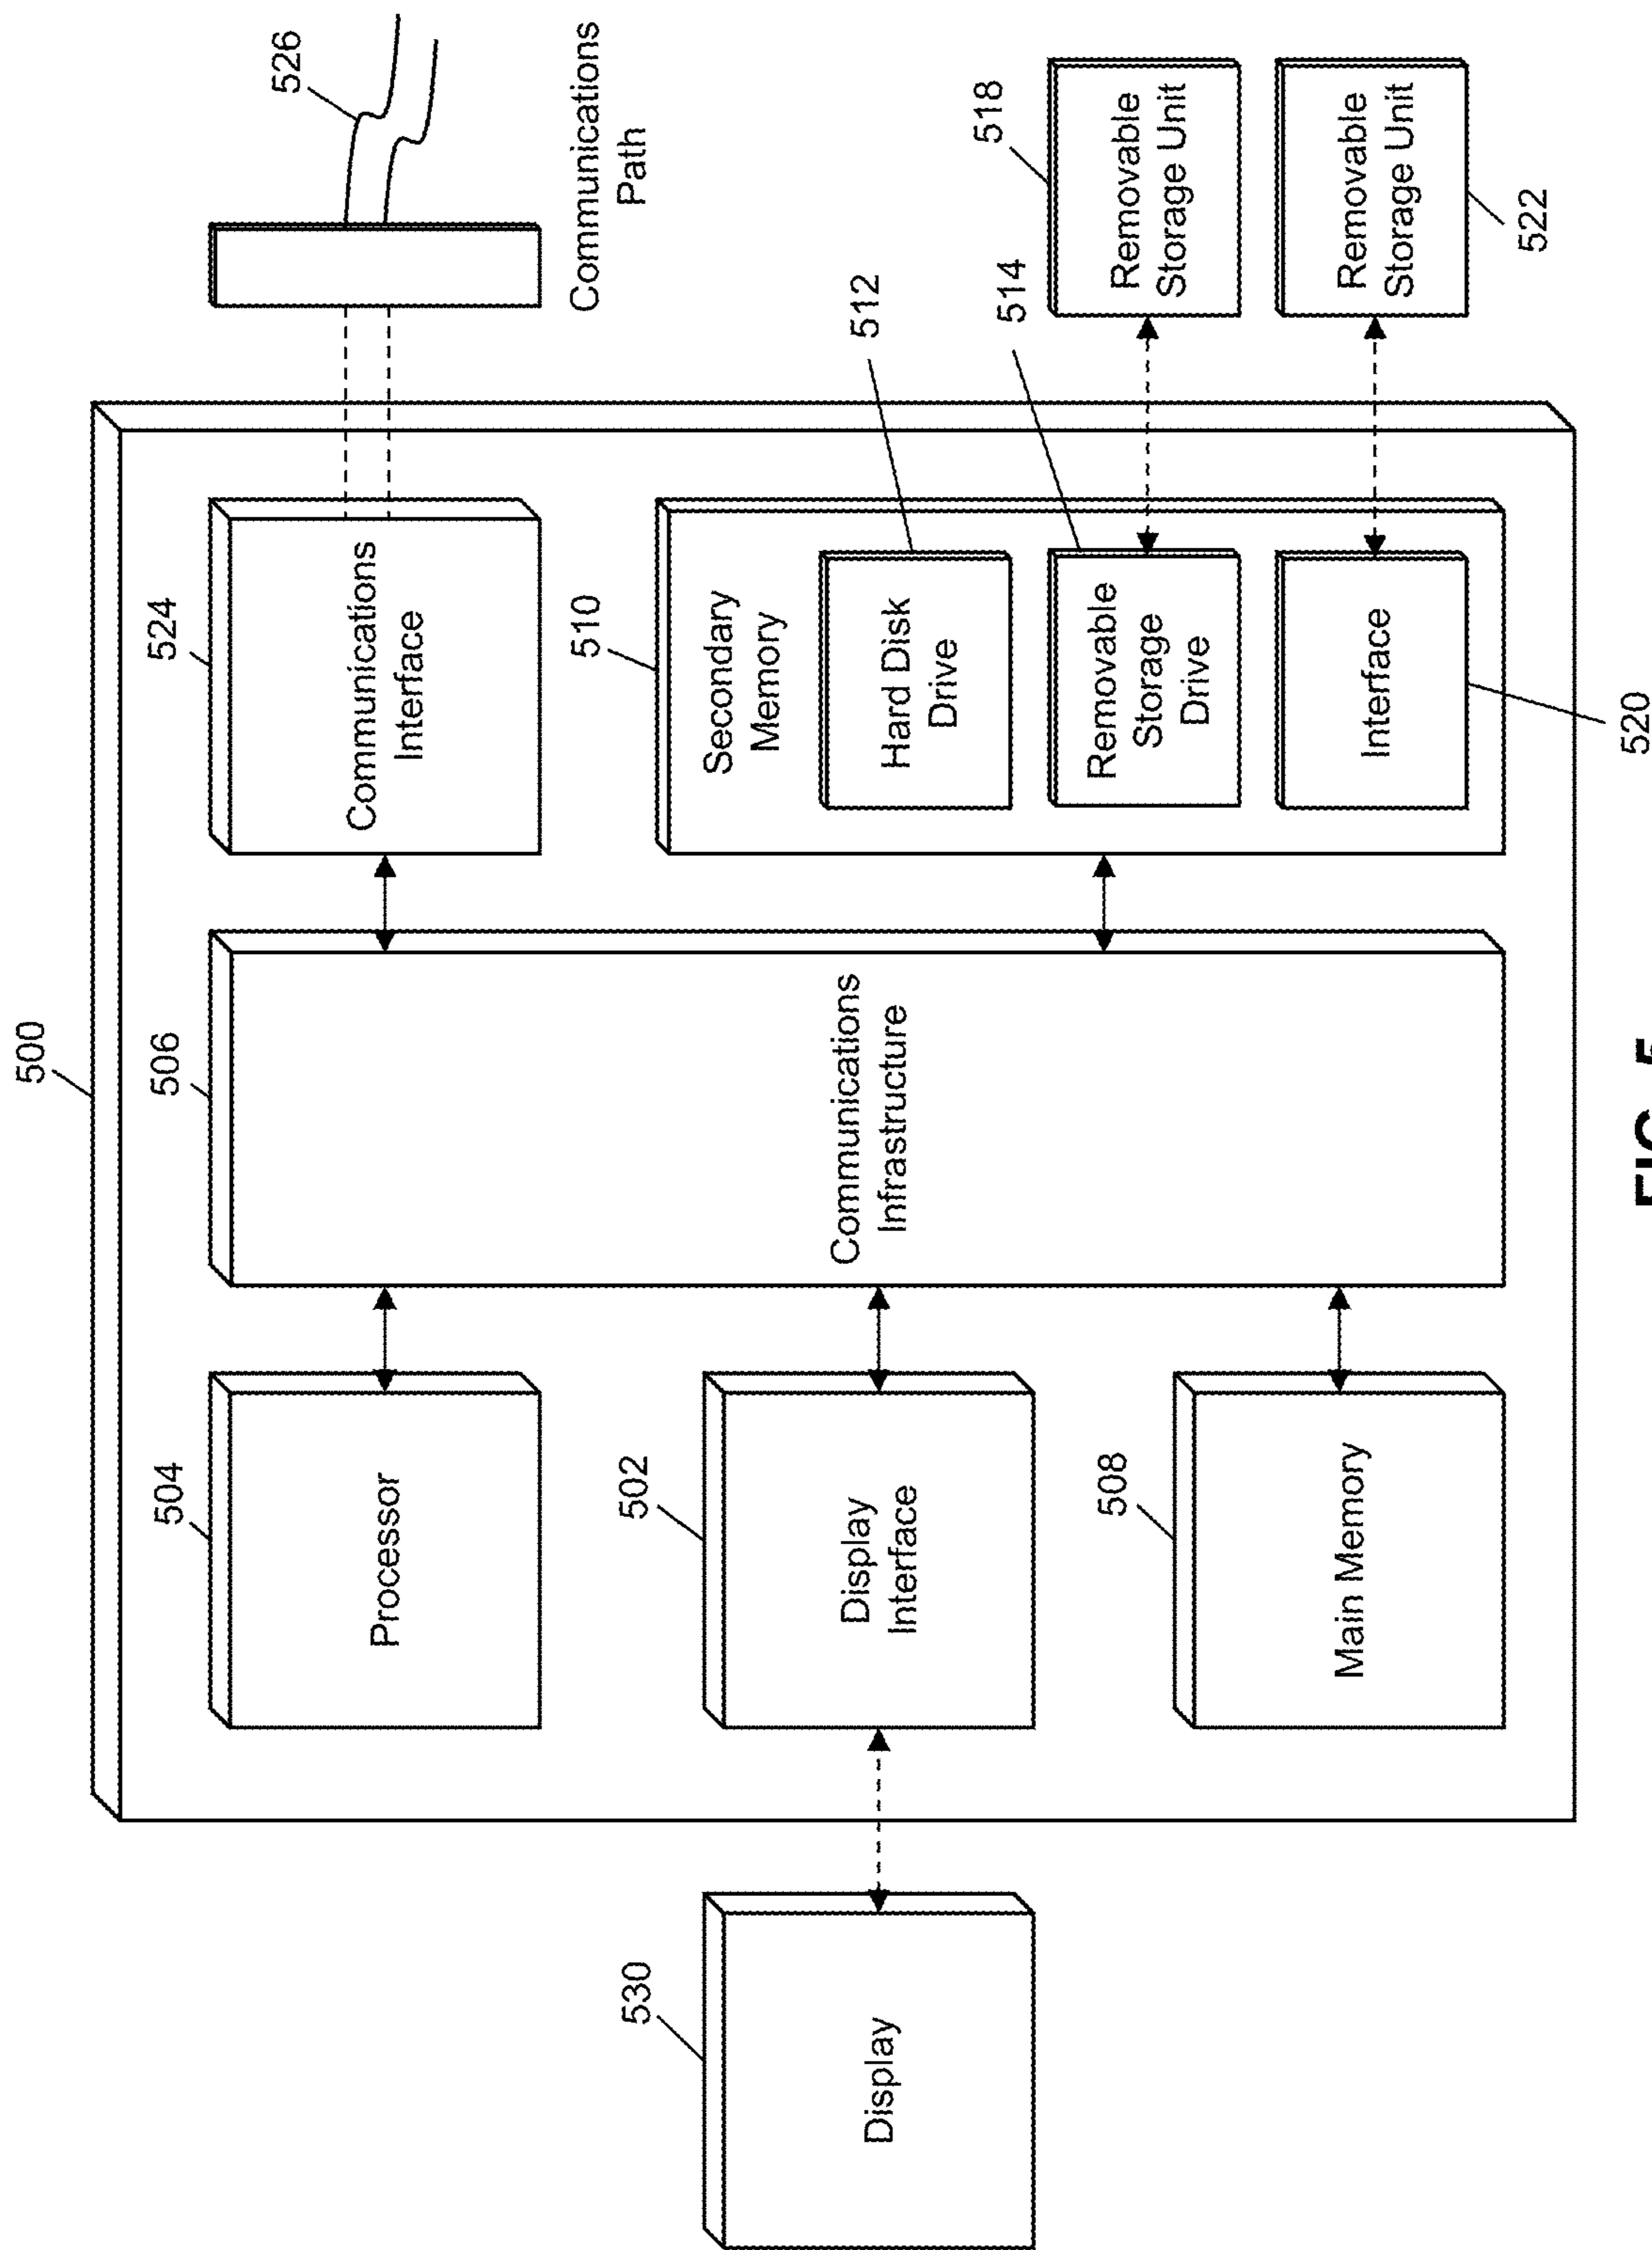 500
504
506
524
526
Processor
Communications
Interface
Communications
Path
530
502
510
Display
Display
Interface
Communications
Infrastructure
Secondary
Memory
512
Hard Disk
Drive
514
518
508
Main Memory
Removable
Storage
Drive
Removable
Storage Unit
Interface
Removable
Storage Unit
520
522
FIG. 5